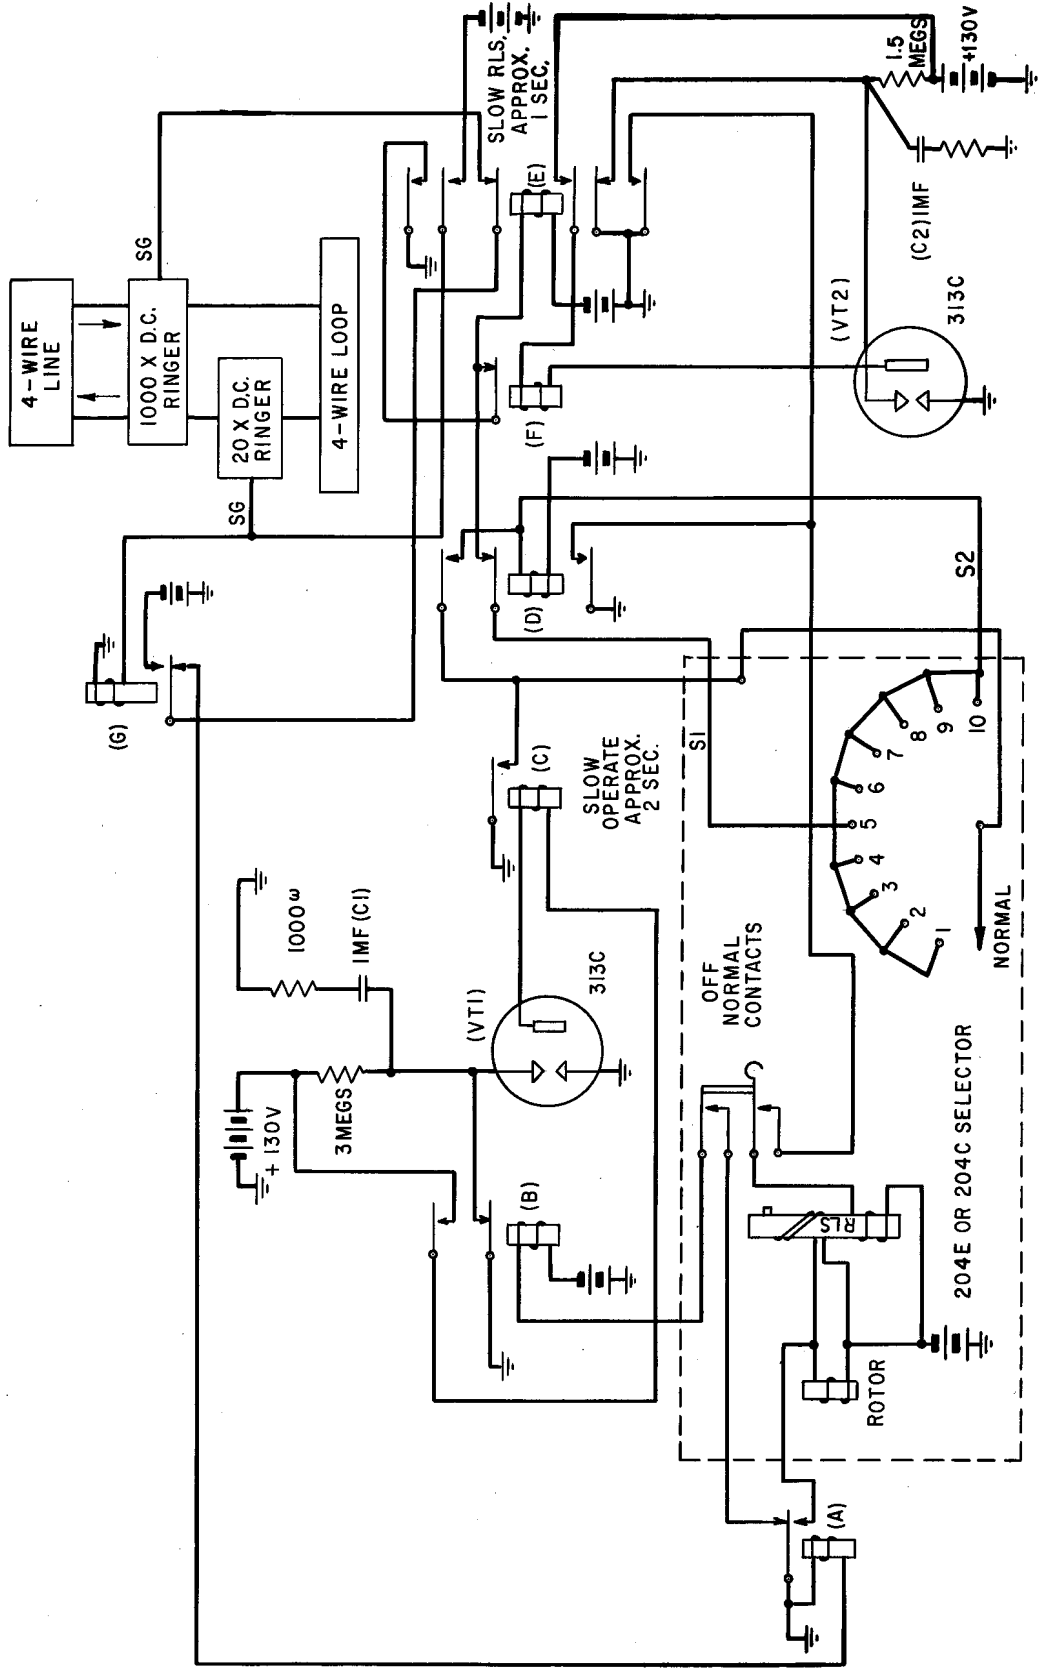 4-WIRE
LINE
1000 X D.C.
RINGER
SG
20 X D.C.
RINGER
SG
4-WIRE LOOP
SLOW RLS,
APPROX.
1 SEC.
1.5
MEGS
+130V
(E)
(C2) 1MF
(VT2)
313C
(F)
(D)
S2
(G)
(C)
SLOW
OPERATE
APPROX.
2 SEC.
S1
1000 ω
1MF (C1)
+130V
3MEGS
(VT1)
313C
(B)
OFF
NORMAL
CONTACTS
1
2
3
4
5
6
7
8
9
10
NORMAL
RLS
ROTOR
204E OR 204C SELECTOR
(A)